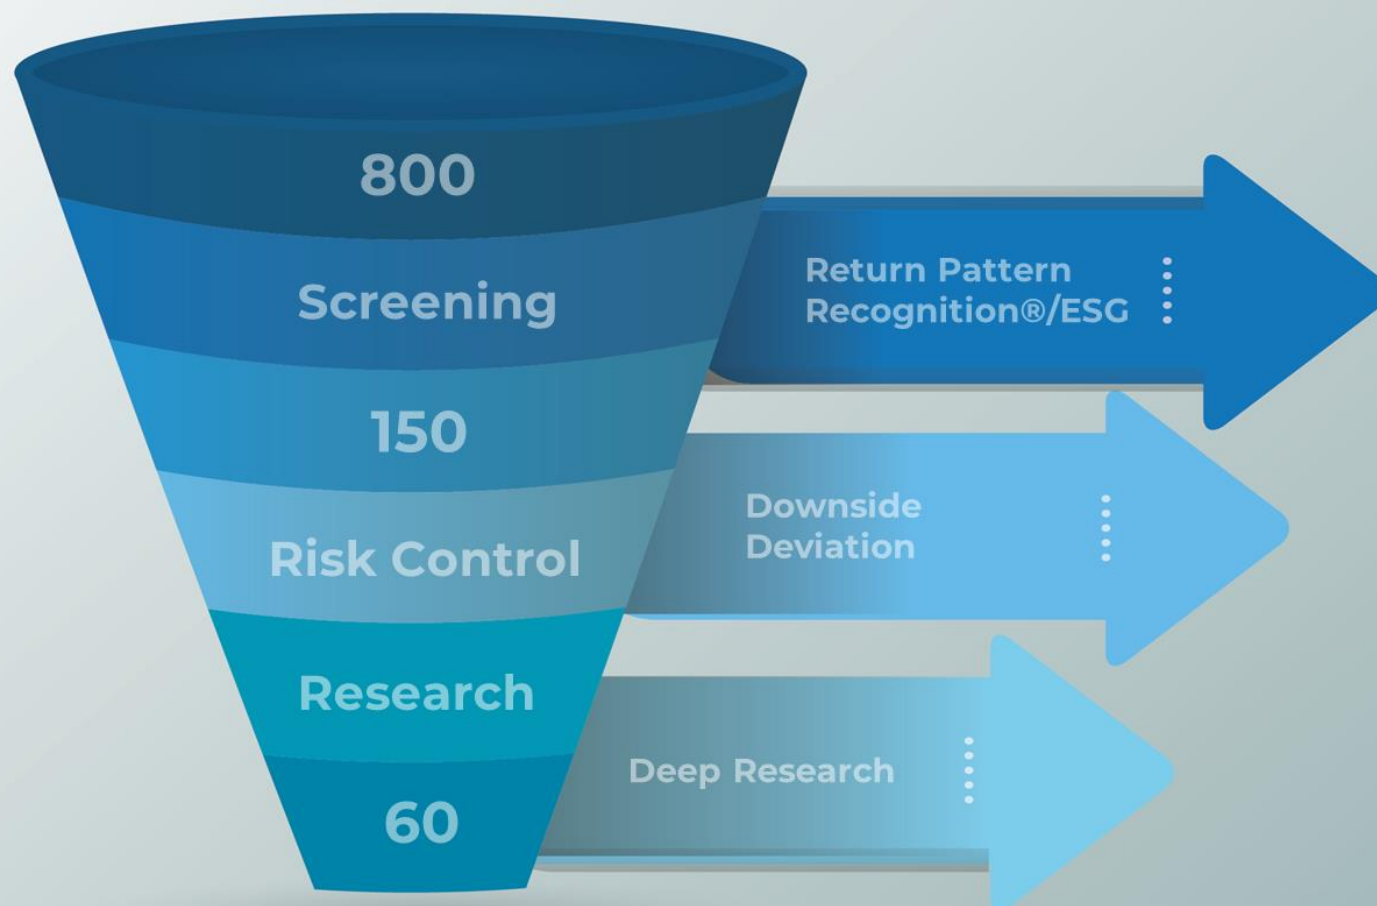 800
Screening
Return Pattern
Recognition®/ESG
150
Downside
Deviation
Risk Control
Research
Deep Research
60